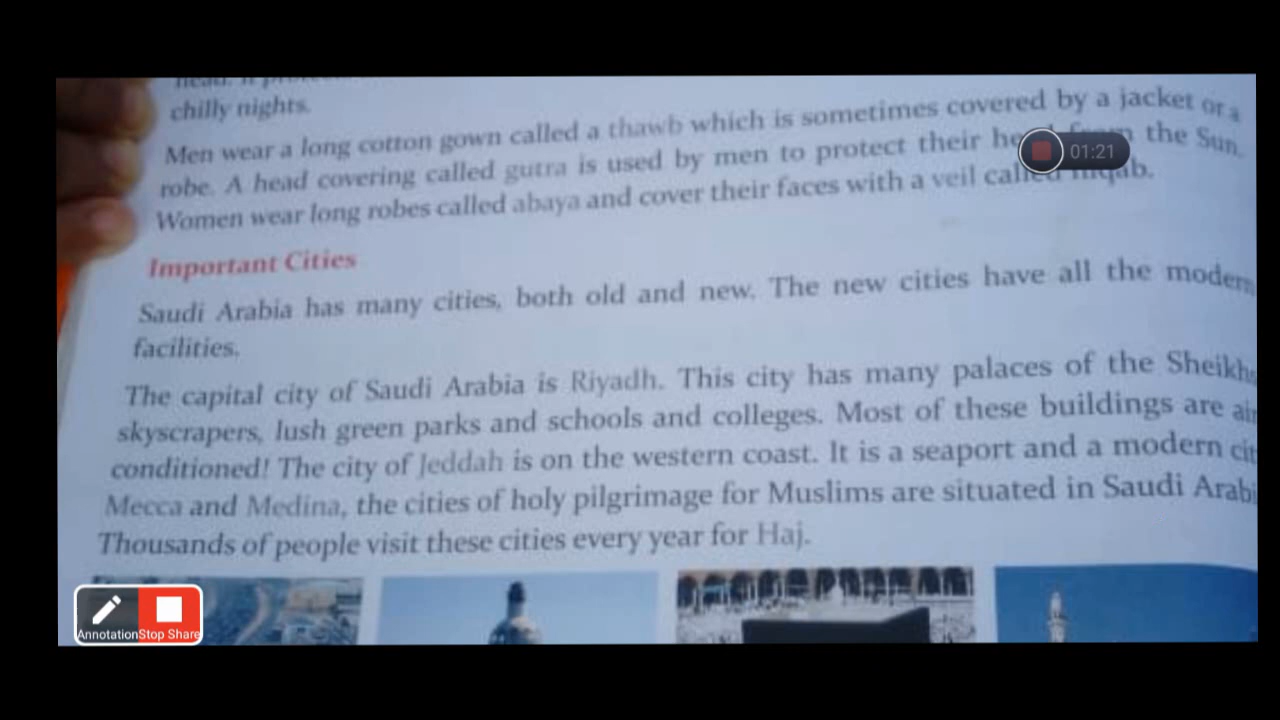 chilly nights.
Men wear a long cotton gown called a thawb which is sometimes covered by a jacket or a
robe. A head covering called gutra is used by men to protect their from the Sun.
01:21
Women wear long robes called abaya and cover their faces with a veil called niqab.
Important Cities
Saudi Arabia has many cities, both old and new. The new cities have all the modern
facilities.
The capital city of Saudi Arabia is Riyadh. This city has many palaces of the Sheikhs
skyscrapers, lush green parks and schools and colleges. Most of these buildings are air
conditioned! The city of Jeddah is on the western coast. It is a seaport and a modern cit
Mecca and Medina, the cities of holy pilgrimage for Muslims are situated in Saudi Arabi
Thousands of people visit these cities every year for Haj.
Annotation Stop Share